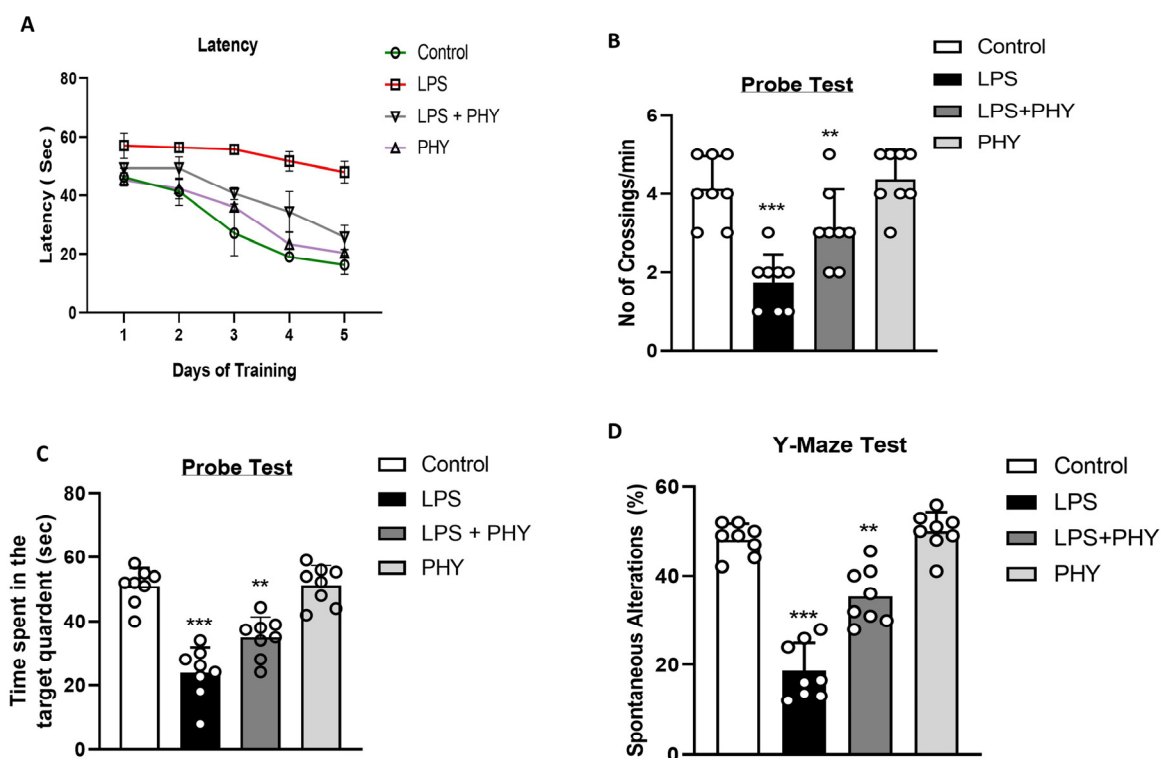 A
Latency
Latency ( Sec )
80
60
40
20
0
1 2 3 4 5
Days of Training
Control
LPS
LPS + PHY
PHY
B
Probe Test
No of Crossings/min
6
4
2
0
***
**
Control
LPS
LPS+PHY
PHY
C
Probe Test
Time spent in the
target quardent (sec)
80
60
40
20
0
***
**
Control
LPS
LPS + PHY
PHY
D
Y-Maze Test
Spontaneous Alterations (%)
60
40
20
0
***
**
Control
LPS
LPS+PHY
PHY